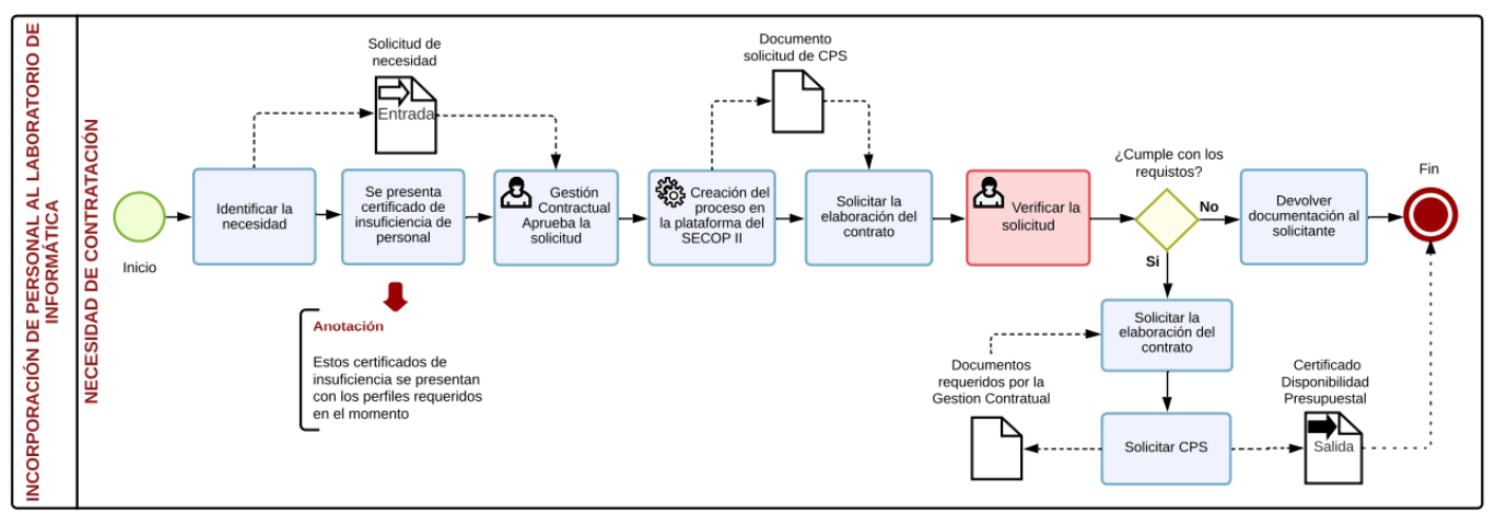 INCORPORACIÓN DE PERSONAL AL LABORATORIO DE
INFORMÁTICA
NECESIDAD DE CONTRATACIÓN
Inicio
Identificar la
necesidad
Solicitud de
necesidad
Entrada
Se presenta
certificado de
insuficiencia de
personal
Anotación
Estos certificados de
insuficiencia se presentan
con los perfiles requeridos
en el momento
Gestión
Contractual
Aprueba la
solicitud
Creación del
proceso en
la plataforma del
SECOP II
Documento
solicitud de CPS
Solicitar la
elaboración del
contrato
Verificar la
solicitud
¿Cumple con los
requistos?
No
Devolver
documentación al
solicitante
Fin
Si
Solicitar la
elaboración del
contrato
Documentos
requeridos por la
Gestion Contratual
Solicitar CPS
Certificado
Disponibilidad
Presupuestal
Salida